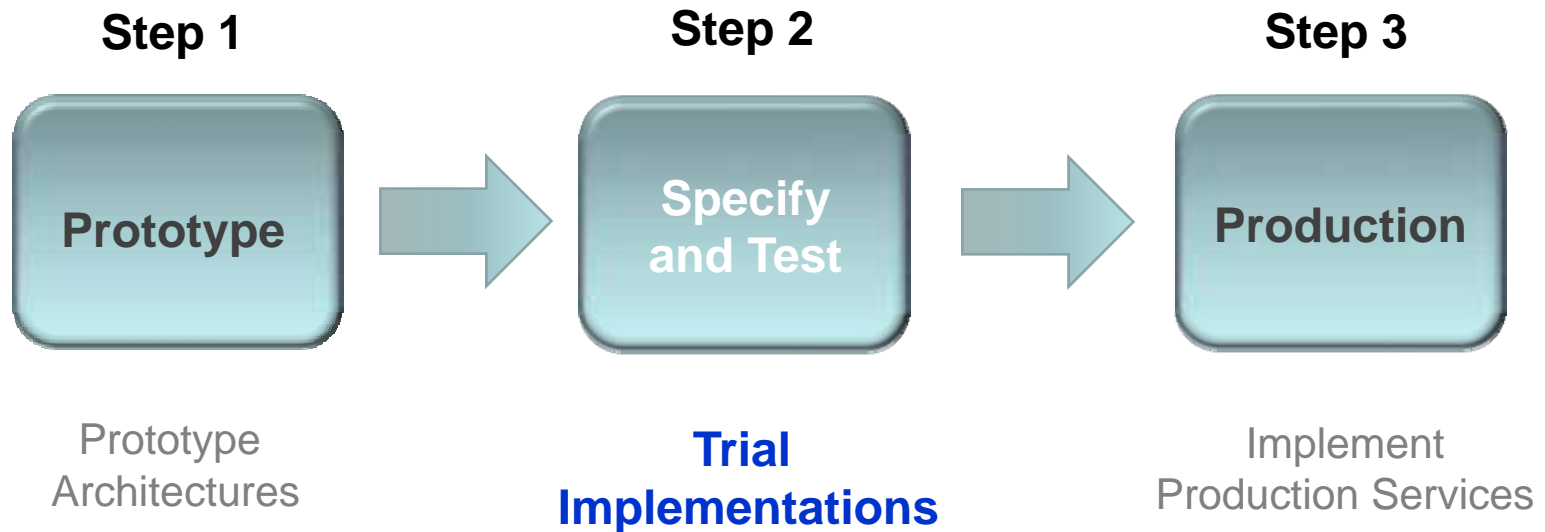 Step 1
Step 2
Step 3
Prototype
Specify
and Test
Production
Prototype
Architectures
Trial
Implementations
Implement
Production Services